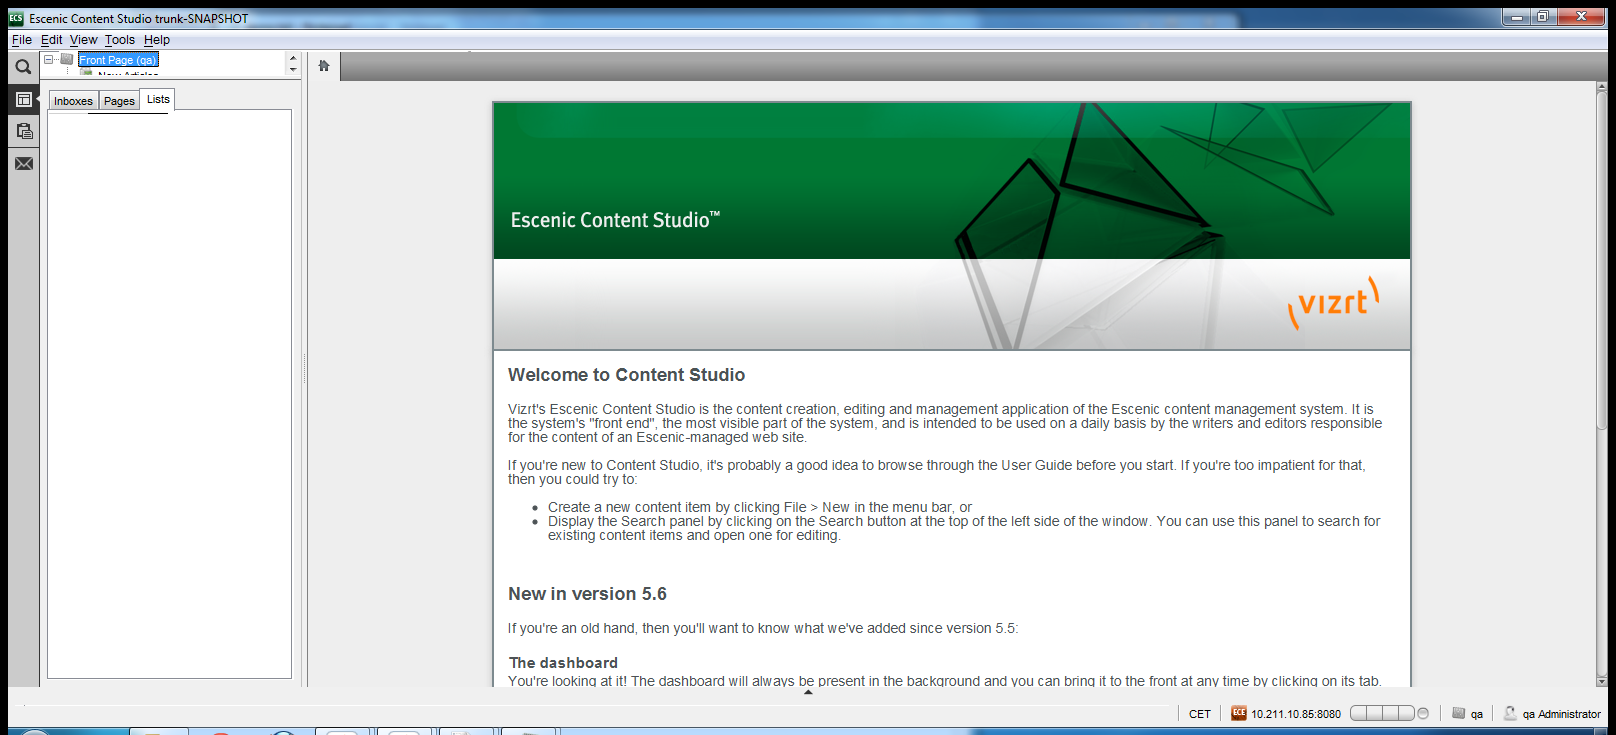 Escenic Content Studio trunk-SNAPSHOT
File Edit View Tools Help
Front Page (qa)
New Articles
Inboxes Pages Lists
Escenic Content Studio™
vizrt
Welcome to Content Studio
Vizrt's Escenic Content Studio is the content creation, editing and management application of the Escenic content management system. It is
the system's "front end", the most visible part of the system, and is intended to be used on a daily basis by the writers and editors responsible
for the content of an Escenic-managed web site.
If you're new to Content Studio, it's probably a good idea to browse through the User Guide before you start. If you're too impatient for that,
then you could try to:
• Create a new content item by clicking File > New in the menu bar, or
• Display the Search panel by clicking on the Search button at the top of the left side of the window. You can use this panel to search for
existing content items and open one for editing.
New in version 5.6
If you're an old hand, then you'll want to know what we've added since version 5.5:
The dashboard
You're looking at it! The dashboard will always be present in the background and you can bring it to the front at any time by clicking on its tab.
CET ECE 10.211.10.85:8080 qa qa Administrator